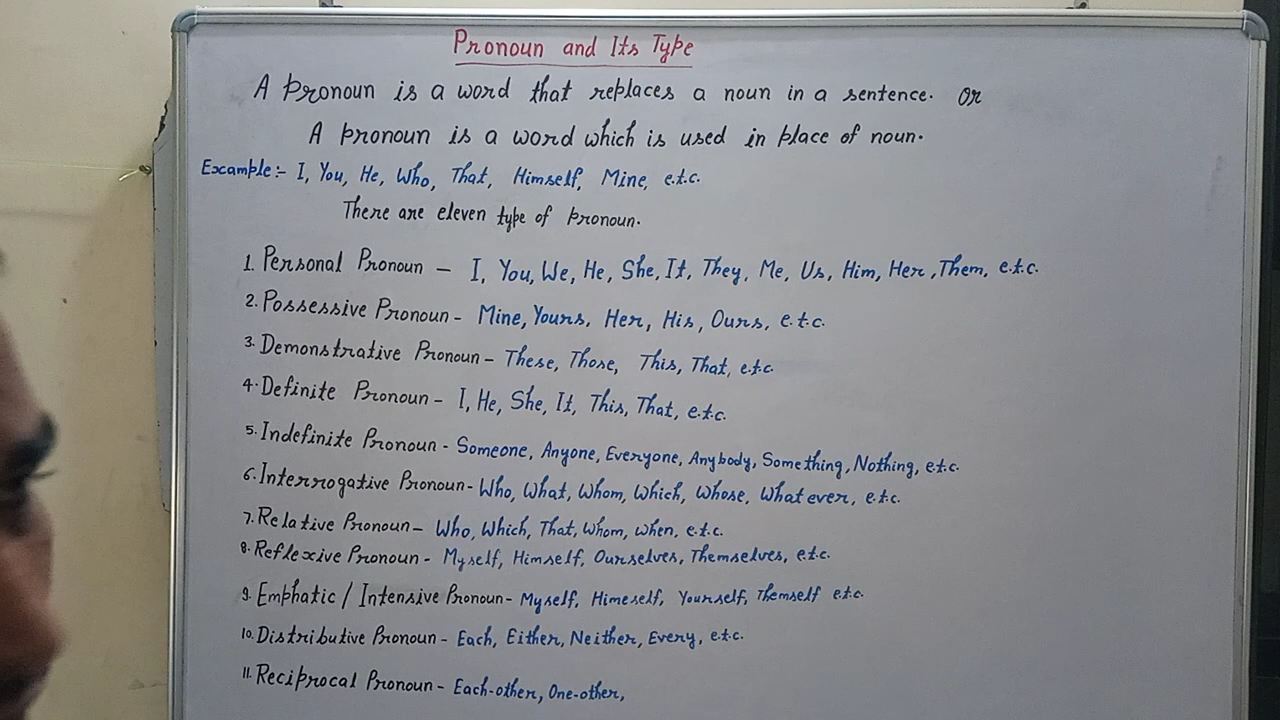 Pronoun and Its Type
A pronoun is a word that replaces a noun in a sentence. Or
A pronoun is a word which is used in place of noun.
Example:- I, You, He, Who, That, Himself, Mine, e.t.c.
There are eleven type of pronoun.
1. Personal Pronoun – I, You, We, He, She, It, They, Me, Us, Him, Her, Them, e.t.c.
2. Possessive Pronoun - Mine, Yours, Her, His, Ours, e.t.c.
3. Demonstrative Pronoun - These, Those, This, That, e.t.c.
4. Definite Pronoun - I, He, She, It, This, That, e.t.c.
5. Indefinite Pronoun - Someone, Anyone, Everyone, Anybody, Something, Nothing, e.t.c.
6. Interrogative Pronoun - Who, What, Whom, Which, Whose, What ever, e.t.c.
7. Relative Pronoun - Who, Which, That, Whom, when, e.t.c.
8. Reflexive Pronoun - Myself, Himself, Ourselves, Themselves, e.t.c.
9. Emphatic / Intensive Pronoun - Myself, Himeself, Yourself, Themself e.t.c.
10. Distributive Pronoun - Each, Either, Neither, Every, e.t.c.
11. Reciprocal Pronoun - Each-other, One-other,